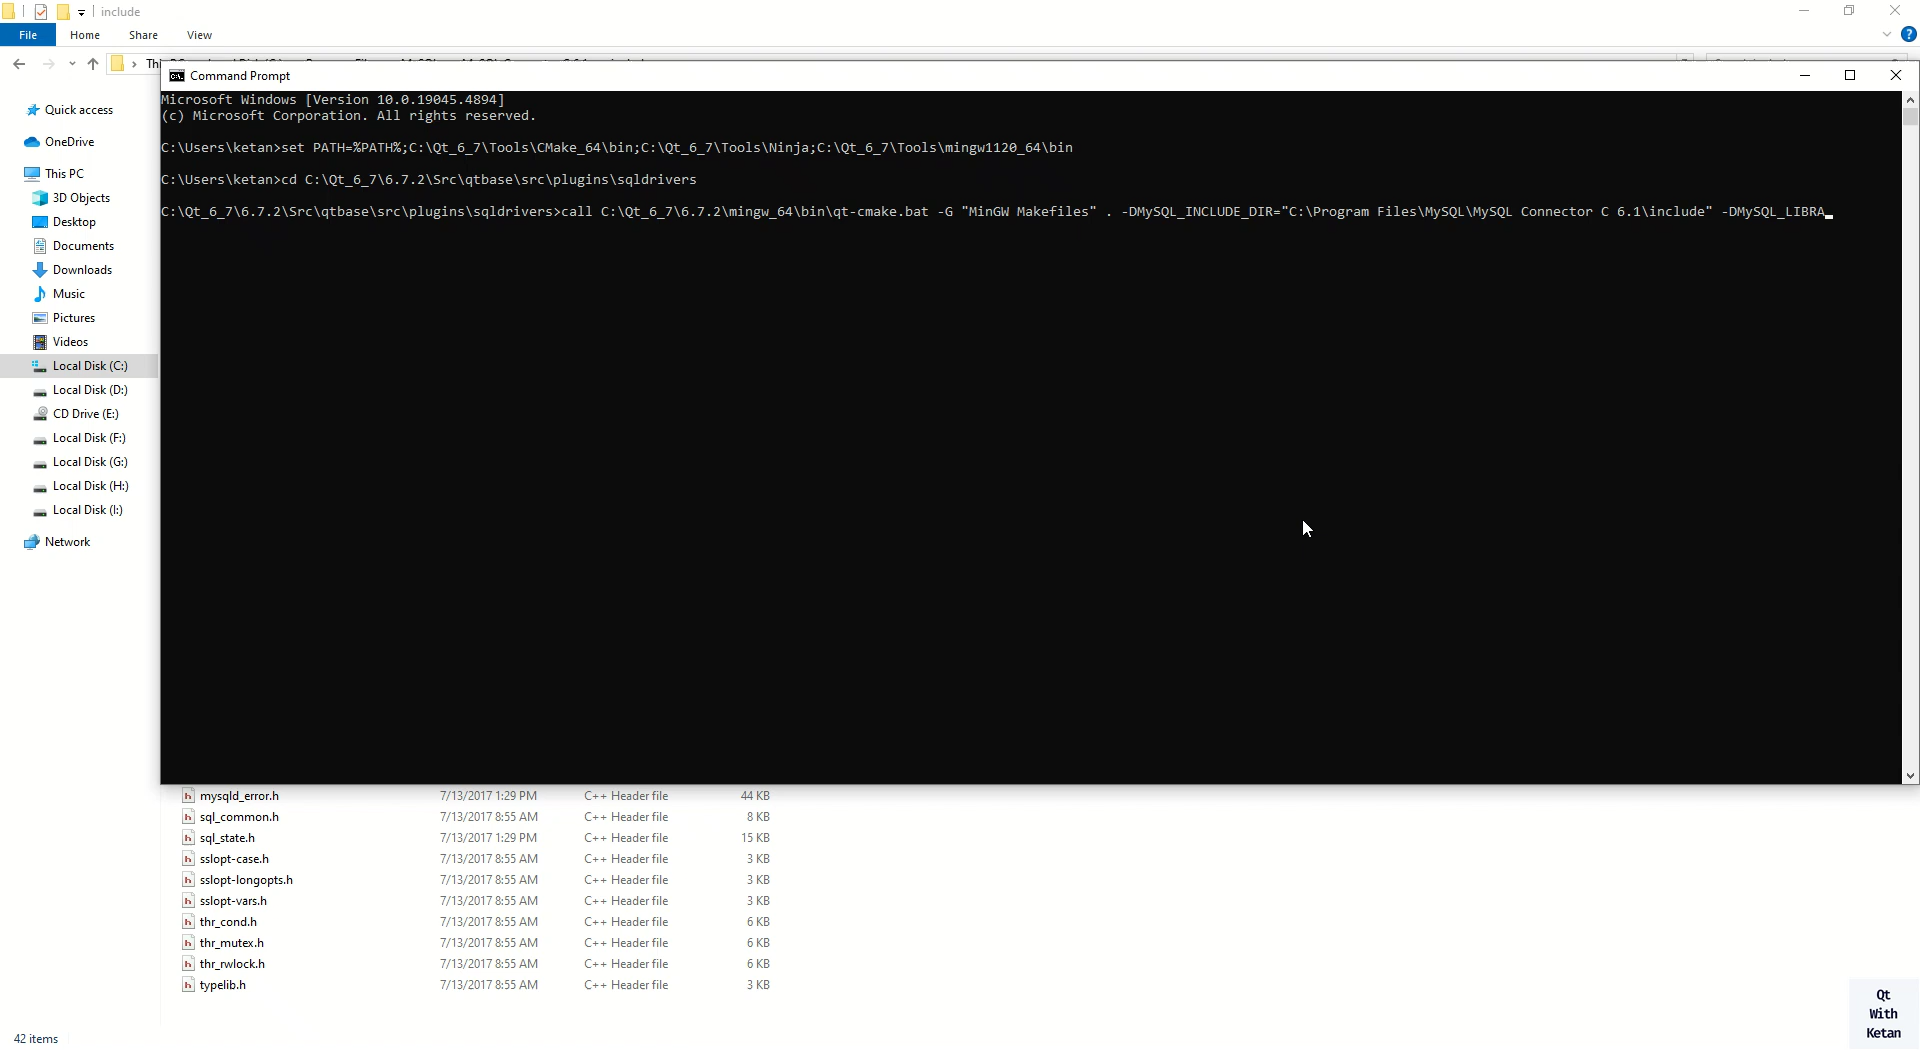 include
File Home Share View
Command Prompt
Microsoft Windows [Version 10.0.19045.4894]
(c) Microsoft Corporation. All rights reserved.
C:\Users\ketan>set PATH=%PATH%;C:\Qt_6_7\Tools\CMake_64\bin;C:\Qt_6_7\Tools\Ninja;C:\Qt_6_7\Tools\mingw1120_64\bin
C:\Users\ketan>cd C:\Qt_6_7\6.7.2\Src\qtbase\src\plugins\sqldrivers
C:\Qt_6_7\6.7.2\Src\qtbase\src\plugins\sqldrivers>call C:\Qt_6_7\6.7.2\mingw_64\bin\qt-cmake.bat -G "MinGW Makefiles" . -DMySQL_INCLUDE_DIR="C:\Program Files\MySQL\MySQL Connector C 6.1\include" -DMySQL_LIBRA_
Quick access
OneDrive
This PC
3D Objects
Desktop
Documents
Downloads
Music
Pictures
Videos
Local Disk (C:)
Local Disk (D:)
CD Drive (E:)
Local Disk (F:)
Local Disk (G:)
Local Disk (H:)
Local Disk (I:)
Network
mysqld_error.h 7/13/2017 1:29 PM C++ Header file 44 KB
sql_common.h 7/13/2017 8:55 AM C++ Header file 8 KB
sql_state.h 7/13/2017 1:29 PM C++ Header file 15 KB
sslopt-case.h 7/13/2017 8:55 AM C++ Header file 3 KB
sslopt-longopts.h 7/13/2017 8:55 AM C++ Header file 3 KB
sslopt-vars.h 7/13/2017 8:55 AM C++ Header file 3 KB
thr_cond.h 7/13/2017 8:55 AM C++ Header file 6 KB
thr_mutex.h 7/13/2017 8:55 AM C++ Header file 6 KB
thr_rwlock.h 7/13/2017 8:55 AM C++ Header file 6 KB
typelib.h 7/13/2017 8:55 AM C++ Header file 3 KB
42 items
Qt
With
Ketan